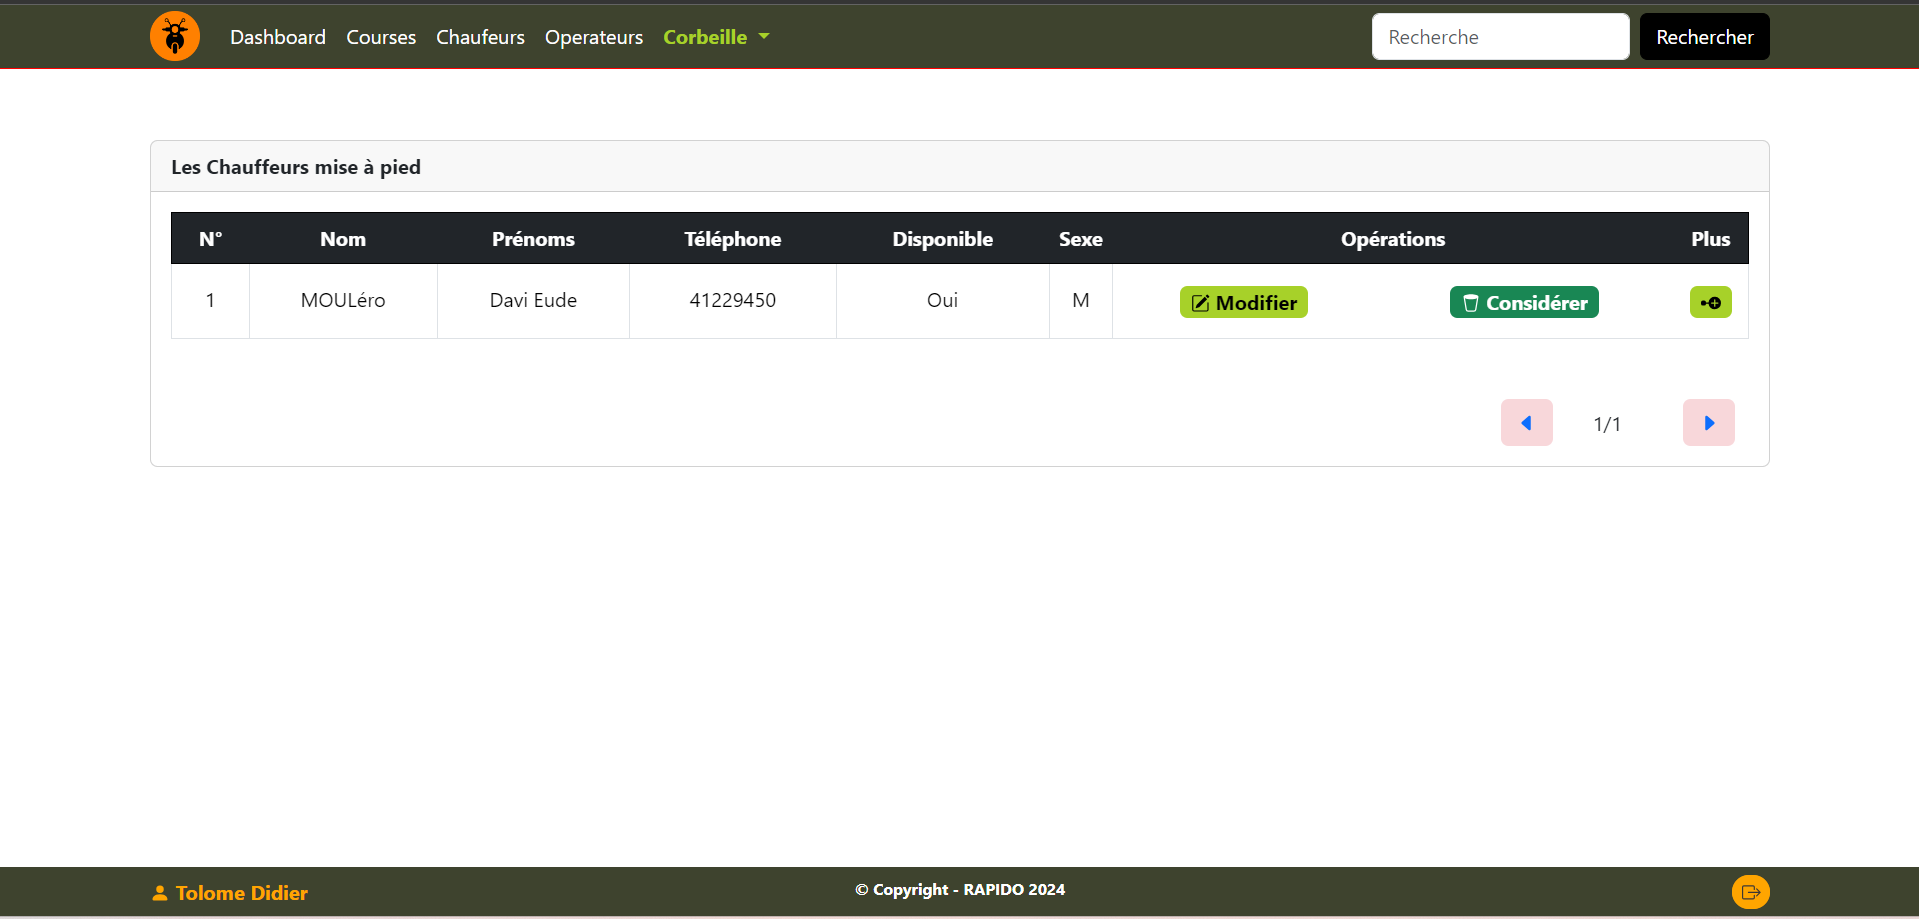 Dashboard Courses Chaufeurs Operateurs Corbeille Recherche Rechercher
Les Chauffeurs mise à pied
N° Nom Prénoms Téléphone Disponible Sexe Opérations Plus
1 MOULéro Davi Eude 41229450 Oui M Modifier Considérer
1/1
Tolome Didier © Copyright - RAPIDO 2024